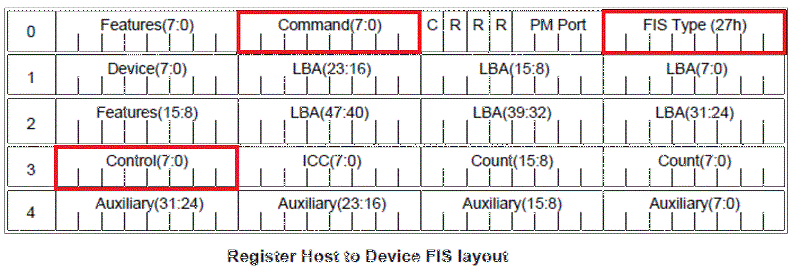 0 Features(7:0) Command(7:0) C R R R PM Port FIS Type (27h)
1 Device(7:0) LBA(23:16) LBA(15:8) LBA(7:0)
2 Features(15:8) LBA(47:40) LBA(39:32) LBA(31:24)
3 Control(7:0) ICC(7:0) Count(15:8) Count(7:0)
4 Auxiliary(31:24) Auxiliary(23:16) Auxiliary(15:8) Auxiliary(7:0)
Register Host to Device FIS layout